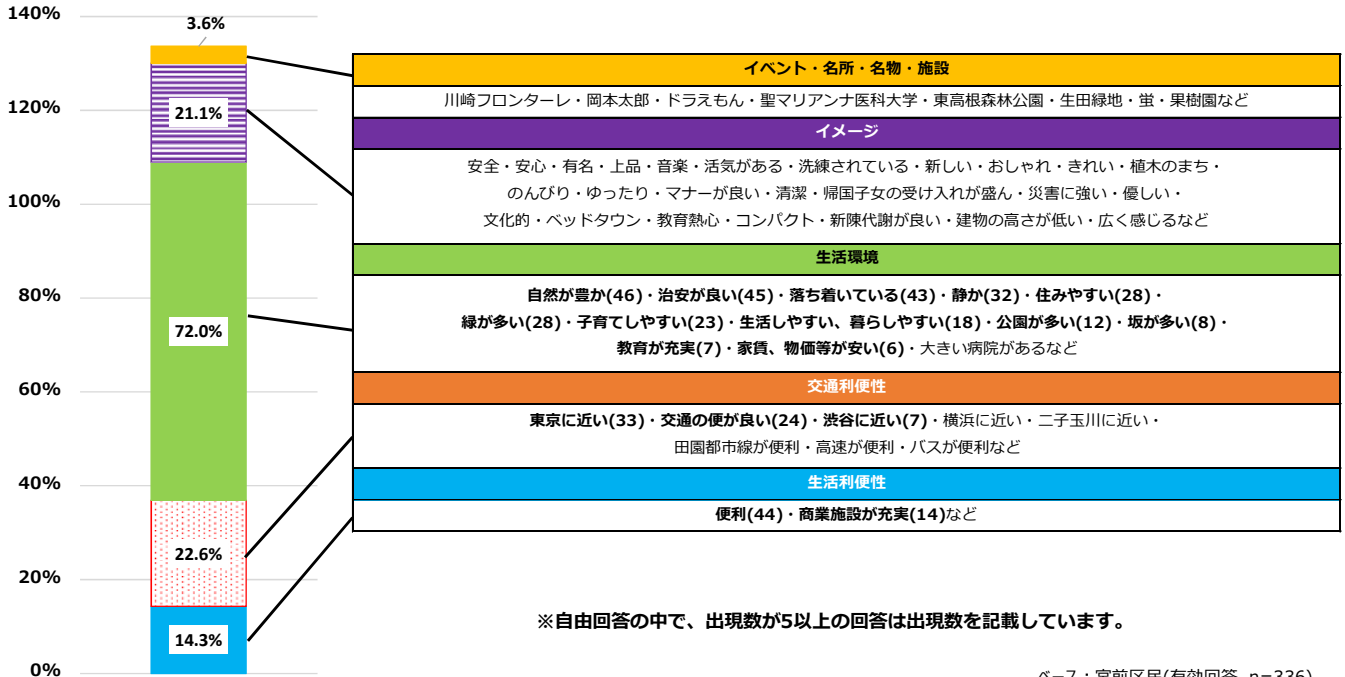 140%
120%
100%
80%
60%
40%
20%
0%
3.6%
21.1%
72.0%
22.6%
14.3%
イベント・名所・名物・施設
川崎フロンターレ・岡本太郎・ドラえもん・聖マリアンナ医科大学・東高根森林公園・生田緑地・蛍・果樹園など
イメージ
安全・安心・有名・上品・音楽・活気がある・洗練されている・新しい・おしゃれ・きれい・植木のまち・
のんびり・ゆったり・マナーが良い・清潔・帰国子女の受け入れが盛ん・災害に強い・優しい・
文化的・ベッドタウン・教育熱心・コンパクト・新陳代謝が良い・建物の高さが低い・広く感じるなど
生活環境
自然が豊か(46)・治安が良い(45)・落ち着いている(43)・静か(32)・住みやすい(28)・
緑が多い(28)・子育てしやすい(23)・生活しやすい、暮らしやすい(18)・公園が多い(12)・坂が多い(8)・
教育が充実(7)・家賃、物価等が安い(6)・大きい病院があるなど
交通利便性
東京に近い(33)・交通の便が良い(24)・渋谷に近い(7)・横浜に近い・二子玉川に近い・
田園都市線が便利・高速が便利・バスが便利など
生活利便性
便利(44)・商業施設が充実(14)など
※自由回答の中で、出現数が5以上の回答は出現数を記載しています。
ベース：宮前区民(有効回答 n=336)